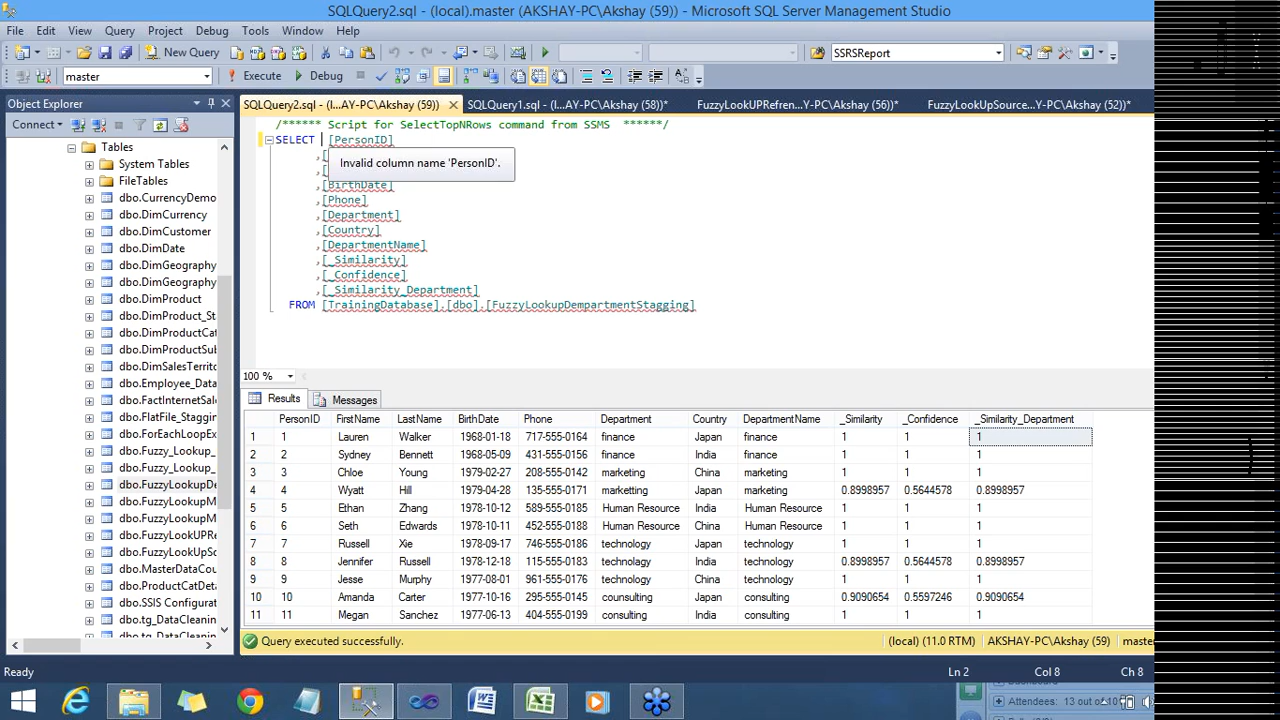 SQLQuery2.sql - (local).master (AKSHAY-PC\Akshay (59)) - Microsoft SQL Server Management Studio
File Edit View Query Project Debug Tools Window Help
New Query SSRSReport
master Execute Debug
Object Explorer
SQLQuery2.sql - (l...AY-PC\Akshay (59)) SQLQuery1.sql - (l...AY-PC\Akshay (58))* FuzzyLookUPRefren...Y-PC\Akshay (56))* FuzzyLookUpSource...Y-PC\Akshay (52))*
Connect
Tables
System Tables
FileTables
dbo.CurrencyDemo
dbo.DimCurrency
dbo.DimCustomer
dbo.DimDate
dbo.DimGeography
dbo.DimGeography
dbo.DimProduct
dbo.DimProduct_St
dbo.DimProductCat
dbo.DimProductSub
dbo.DimSalesTerrito
dbo.Employee_Data
dbo.FactInternetSal
dbo.FlatFile_Staggin
dbo.ForEachLoopEx
dbo.Fuzzy_Lookup_
dbo.Fuzzy_Lookup_
dbo.FuzzyLookupDe
dbo.FuzzyLookupM
dbo.FuzzyLookupM
dbo.FuzzyLookUPRe
dbo.FuzzyLookupSo
dbo.MasterDataCou
dbo.ProductCatDet
dbo.SSIS Configurat
dbo.tg_DataCleanin
/****** Script for SelectTopNRows command from SSMS ******/
SELECT [PersonID]
Invalid column name 'PersonID'.
,[BirthDate]
,[Phone]
,[Department]
,[Country]
,[DepartmentName]
,[_Similarity]
,[_Confidence]
,[_Similarity_Department]
FROM [TrainingDatabase].[dbo].[FuzzyLookupDempartmentStagging]
100 %
Results Messages
PersonID FirstName LastName BirthDate Phone Department Country DepartmentName _Similarity _Confidence _Similarity_Department
1 1 Lauren Walker 1968-01-18 717-555-0164 finance Japan finance 1 1 1
2 2 Sydney Bennett 1968-05-09 431-555-0156 finance India finance 1 1 1
3 3 Chloe Young 1979-02-27 208-555-0142 marketing China marketing 1 1 1
4 4 Wyatt Hill 1979-04-28 135-555-0171 marketting Japan marketing 0.8998957 0.5644578 0.8998957
5 5 Ethan Zhang 1978-10-12 589-555-0185 Human Resource India Human Resource 1 1 1
6 6 Seth Edwards 1978-10-11 452-555-0188 Human Resource China Human Resource 1 1 1
7 7 Russell Xie 1978-09-17 746-555-0186 technology Japan technology 1 1 1
8 8 Jennifer Russell 1978-12-18 115-555-0183 technalogy India technology 0.8998957 0.5644578 0.8998957
9 9 Jesse Murphy 1977-08-01 961-555-0176 technology China technology 1 1 1
10 10 Amanda Carter 1977-10-16 295-555-0145 counsulting Japan consulting 0.9090654 0.5597246 0.9090654
11 11 Megan Sanchez 1977-06-13 404-555-0199 consulting India consulting 1 1 1
Query executed successfully. (local) (11.0 RTM) AKSHAY-PC\Akshay (59) maste
Ready Ln 2 Col 8 Ch 8
Attendees: 13 out of 10